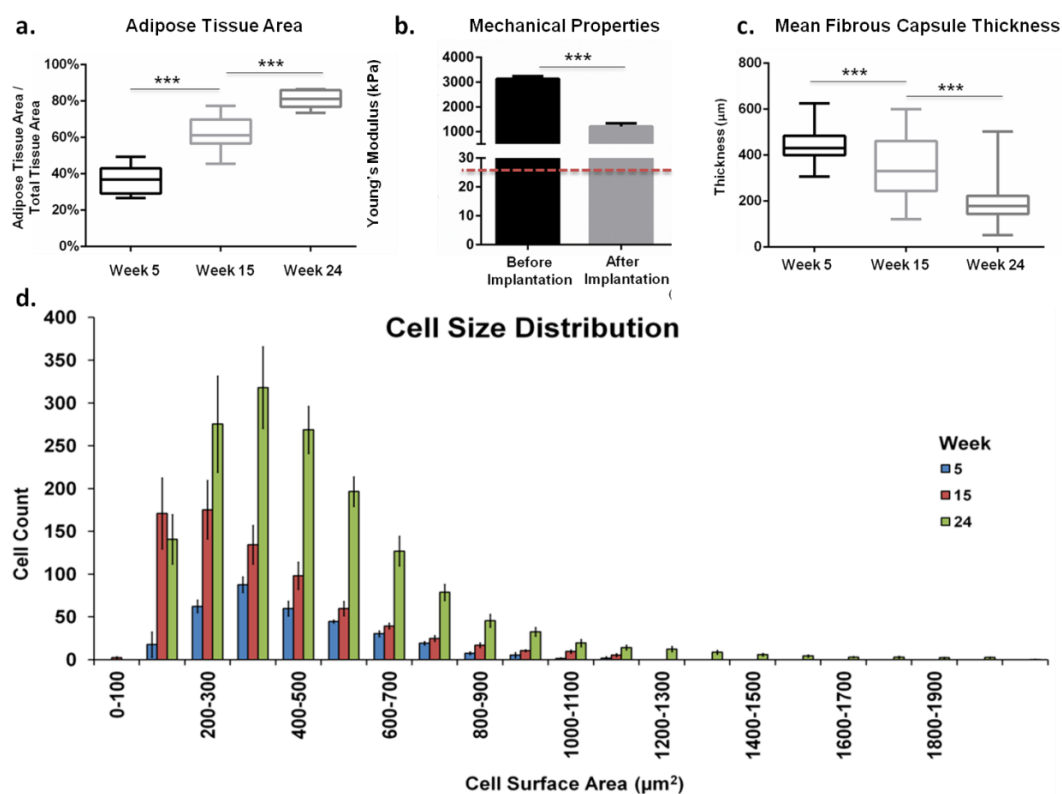 a.
Adipose Tissue Area
Adipose Tissue Area /
Total Tissue Area
100%
80%
60%
40%
20%
0%
***
***
Week 5
Week 15
Week 24
b.
Mechanical Properties
Young's Modulus (kPa)
4000
3000
2000
1000
30
20
10
0
***
Before
Implantation
After
Implantation
(
c.
Mean Fibrous Capsule Thickness
Thickness (µm)
800
600
400
200
0
***
***
Week 5
Week 15
Week 24
d.
Cell Size Distribution
Cell Count
400
350
300
250
200
150
100
50
0
Week
5
15
24
0-100
200-300
400-500
600-700
800-900
1000-1100
1200-1300
1400-1500
1600-1700
1800-1900
Cell Surface Area (µm²)